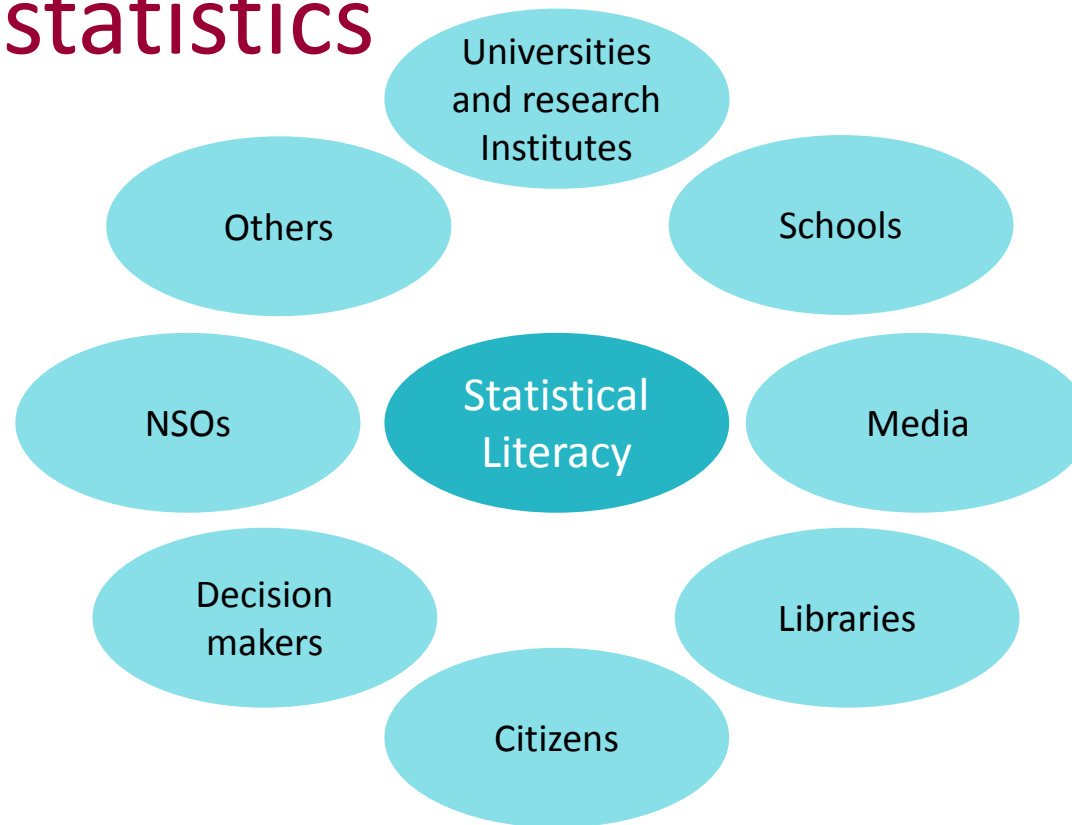 statistics
Universities
and research
Institutes
Others
Schools
NSOs
Statistical
Literacy
Media
Decision
makers
Libraries
Citizens